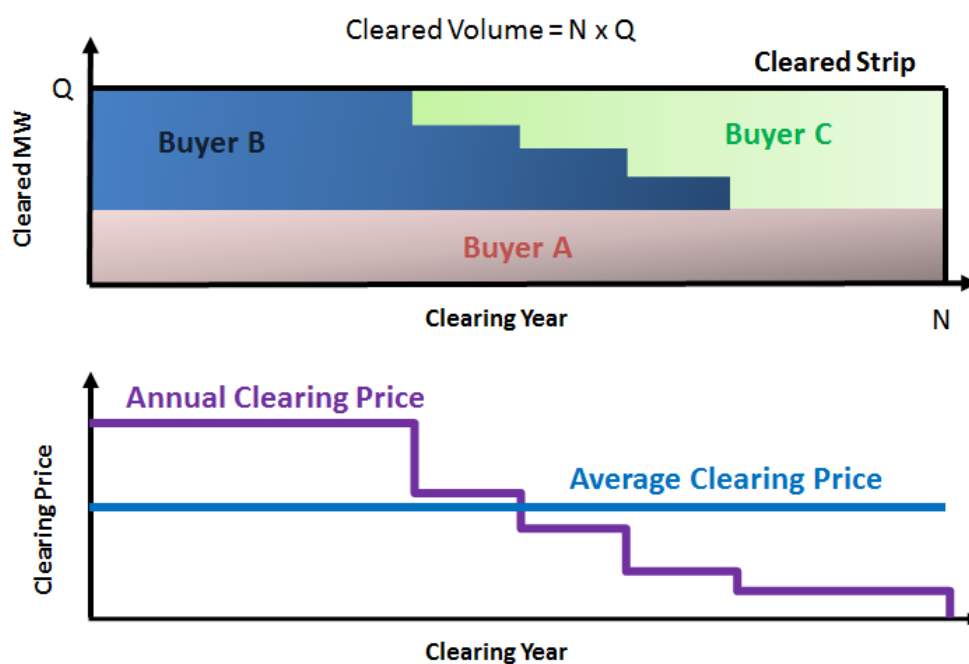 Cleared Volume = N x Q
Cleared Strip
Q
Cleared MW
Buyer B
Buyer C
Buyer A
Clearing Year
N
Annual Clearing Price
Average Clearing Price
Clearing Price
Clearing Year